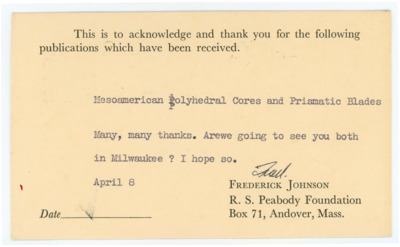 This is to acknowledge and thank you for the following
publications which have been received.
Mesoamerican Polyhedral Cores and Prismatic Blades
Many, many thanks. Arewe going to see you both
in Milwaukee ? I hope so.
April 8
Fred.
FREDERICK JOHNSON
R. S. Peabody Foundation
Date
Box 71, Andover, Mass.